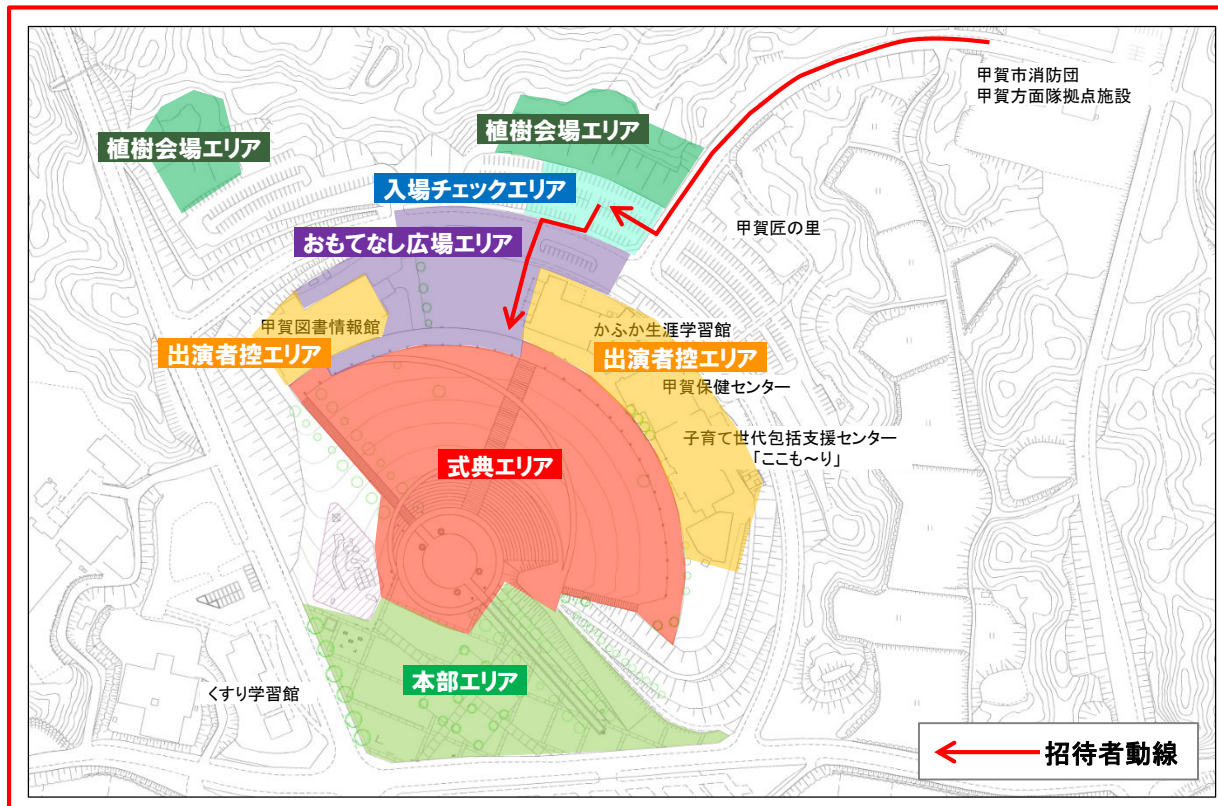 甲賀市消防団
甲賀方面隊拠点施設
植樹会場エリア
植樹会場エリア
入場チェックエリア
甲賀匠の里
おもてなし広場エリア
甲賀図書情報館
かふか生涯学習館
出演者控エリア
出演者控エリア
甲賀保健センター
子育て世代包括支援センター
「ここも～り」
式典エリア
本部エリア
くすり学習館
招待者動線